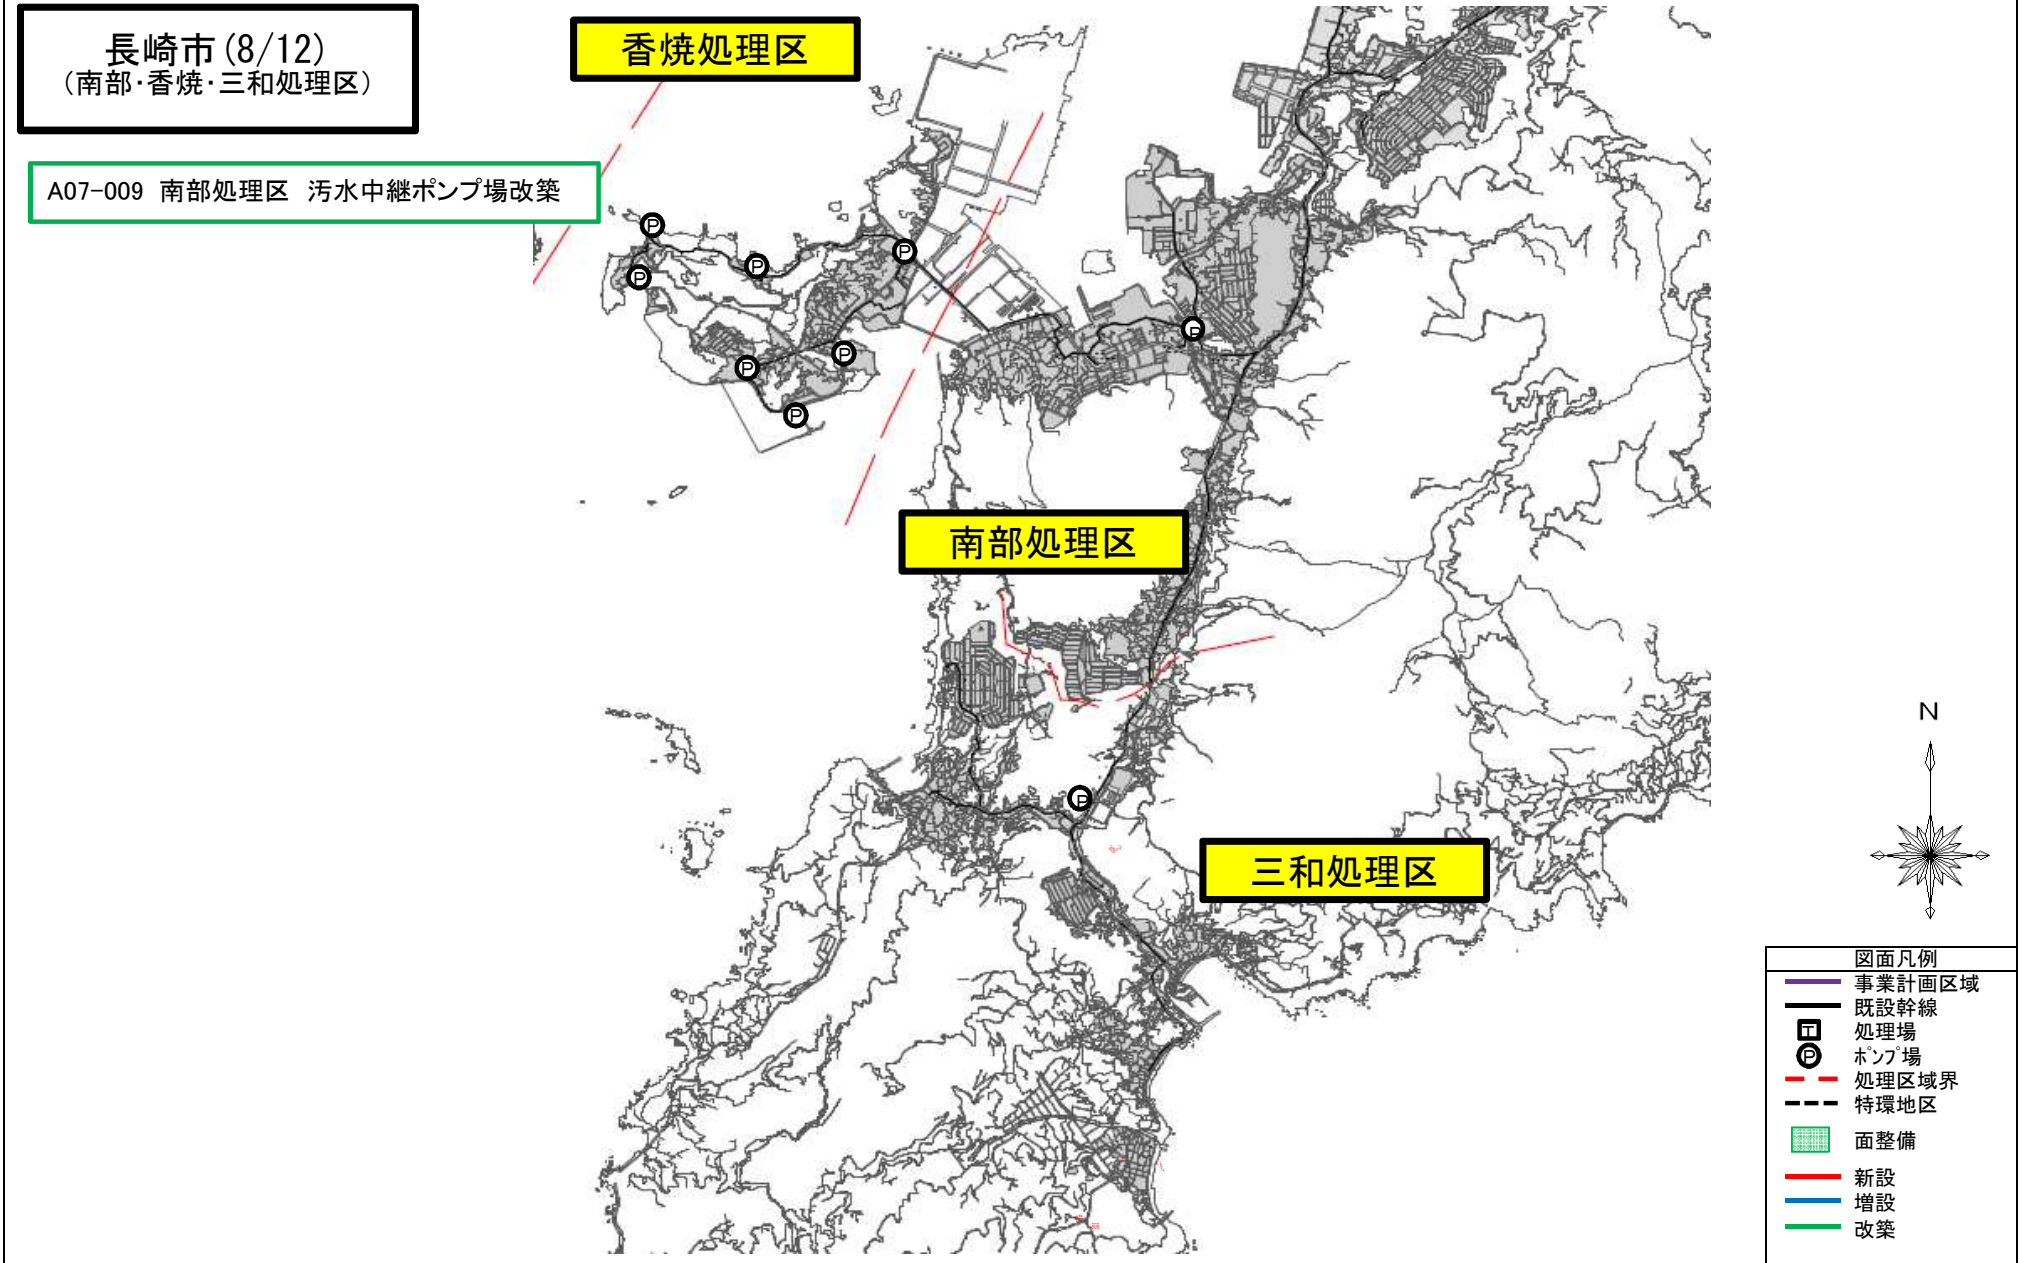 長崎市(8/12)
(南部・香焼・三和処理区)
香焼処理区
A07-009 南部処理区 汚水中継ポンプ場改築
P
P
P
P
P
P
P
P
南部処理区
P
三和処理区
N
図面凡例
事業計画区域
既設幹線
T 処理場
P ポンプ場
処理区域界
特環地区
面整備
新設
増設
改築